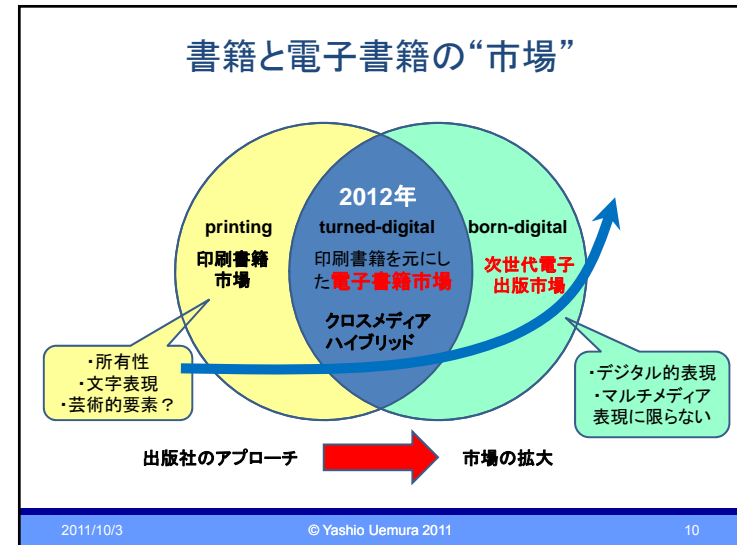 書籍と電子書籍の“市場”
2012年
printing
turned-digital
born-digital
印刷書籍
市場
印刷書籍を元にし
た電子書籍市場
次世代電子
出版市場
クロスメディア
ハイブリッド
・所有性
・文字表現
・芸術的要素？
・デジタル的表現
・マルチメディア
表現に限らない
出版社のアプローチ
市場の拡大
2011/10/3
© Yashio Uemura 2011
10